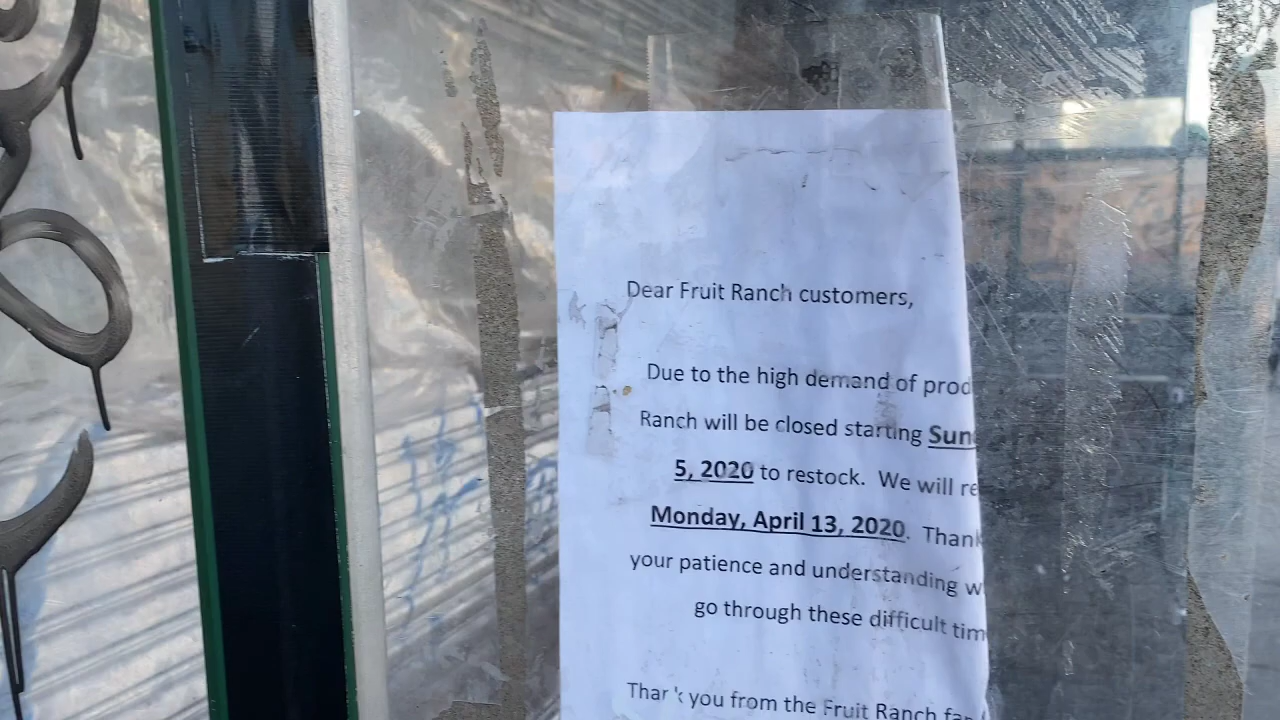 Dear Fruit Ranch customers,
Due to the high demand of prod
Ranch will be closed starting Sun
5, 2020 to restock. We will re
Monday, April 13, 2020. Thank
your patience and understanding w
go through these difficult tim
Thank you from the Fruit Ranch fam